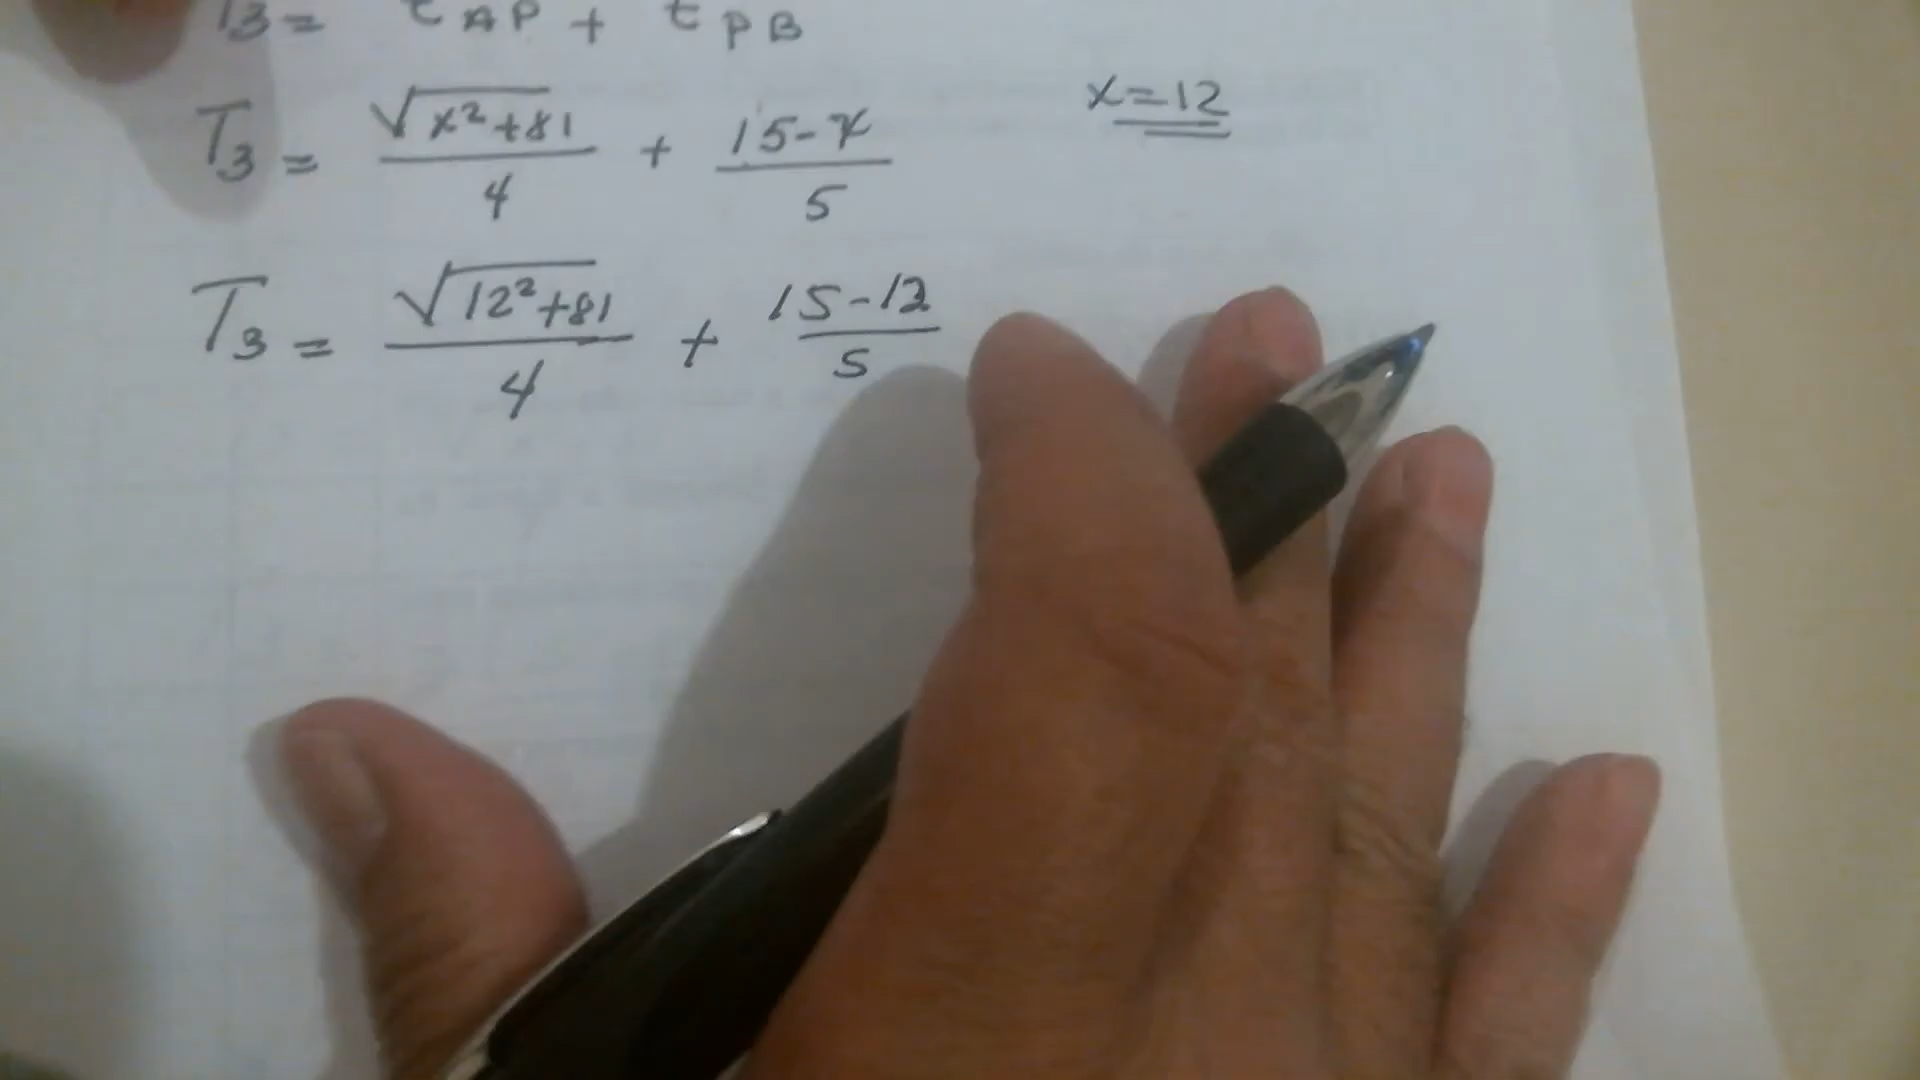 T3 = tAP + tPB
T3 = √x²+81/4 + 15-x/5
x=12
T3 = √12²+81/4 + 15-12/5